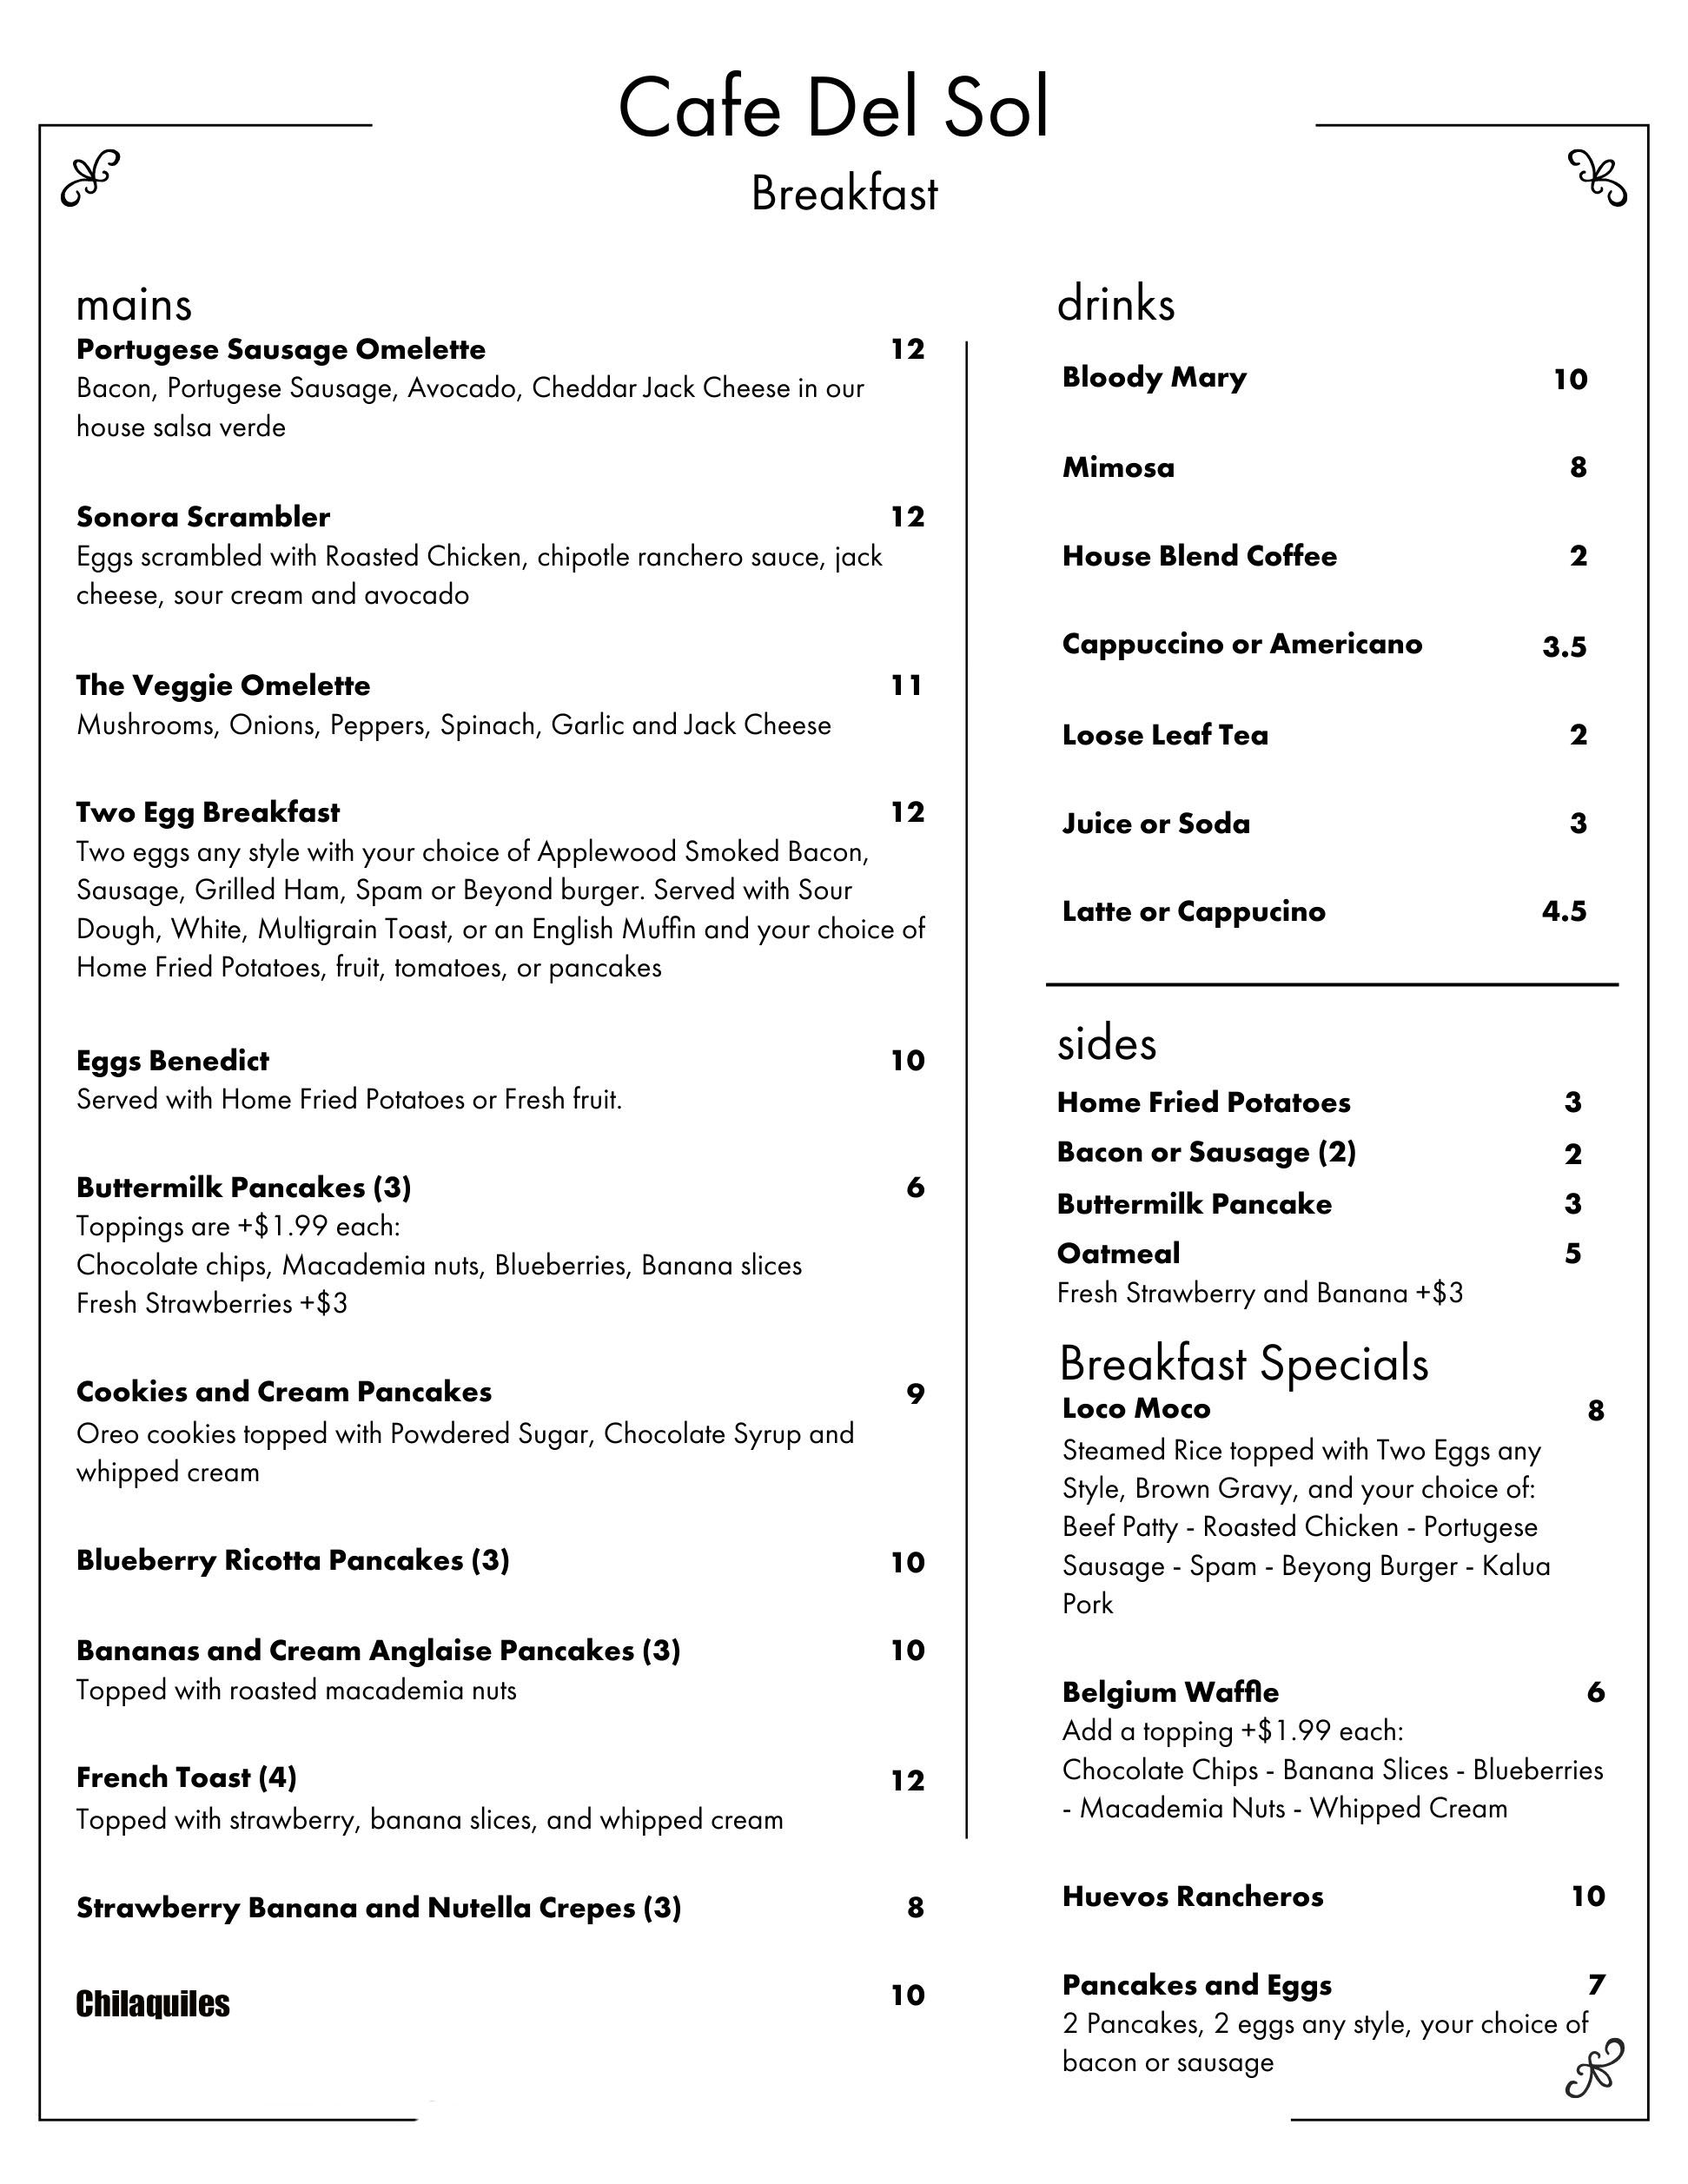 Cafe Del Sol
Breakfast
mains
Portugese Sausage Omelette 12
Bacon, Portugese Sausage, Avocado, Cheddar Jack Cheese in our
house salsa verde
Sonora Scrambler 12
Eggs scrambled with Roasted Chicken, chipotle ranchero sauce, jack
cheese, sour cream and avocado
The Veggie Omelette 11
Mushrooms, Onions, Peppers, Spinach, Garlic and Jack Cheese
Two Egg Breakfast 12
Two eggs any style with your choice of Applewood Smoked Bacon,
Sausage, Grilled Ham, Spam or Beyond burger. Served with Sour
Dough, White, Multigrain Toast, or an English Muffin and your choice of
Home Fried Potatoes, fruit, tomatoes, or pancakes
Eggs Benedict 10
Served with Home Fried Potatoes or Fresh fruit.
Buttermilk Pancakes (3) 6
Toppings are +$1.99 each:
Chocolate chips, Macademia nuts, Blueberries, Banana slices
Fresh Strawberries +$3
Cookies and Cream Pancakes 9
Oreo cookies topped with Powdered Sugar, Chocolate Syrup and
whipped cream
Blueberry Ricotta Pancakes (3) 10
Bananas and Cream Anglaise Pancakes (3) 10
Topped with roasted macademia nuts
French Toast (4) 12
Topped with strawberry, banana slices, and whipped cream
Strawberry Banana and Nutella Crepes (3) 8
Chilaquiles 10
drinks
Bloody Mary 10
Mimosa 8
House Blend Coffee 2
Cappuccino or Americano 3.5
Loose Leaf Tea 2
Juice or Soda 3
Latte or Cappucino 4.5
sides
Home Fried Potatoes 3
Bacon or Sausage (2) 2
Buttermilk Pancake 3
Oatmeal 5
Fresh Strawberry and Banana +$3
Breakfast Specials
Loco Moco 8
Steamed Rice topped with Two Eggs any
Style, Brown Gravy, and your choice of:
Beef Patty - Roasted Chicken - Portugese
Sausage - Spam - Beyong Burger - Kalua
Pork
Belgium Waffle 6
Add a topping +$1.99 each:
Chocolate Chips - Banana Slices - Blueberries
- Macademia Nuts - Whipped Cream
Huevos Rancheros 10
Pancakes and Eggs 7
2 Pancakes, 2 eggs any style, your choice of
bacon or sausage